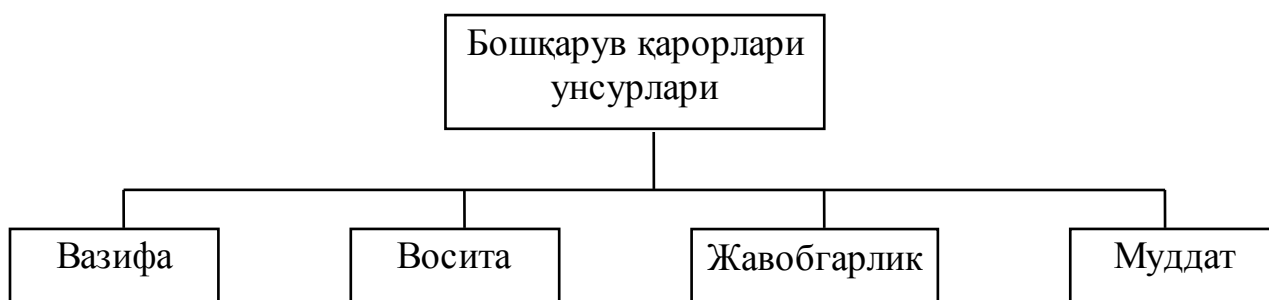 Бошқарув қарорлари
унсурлари
Вазифа
Восита
Жавобгарлик
Муддат